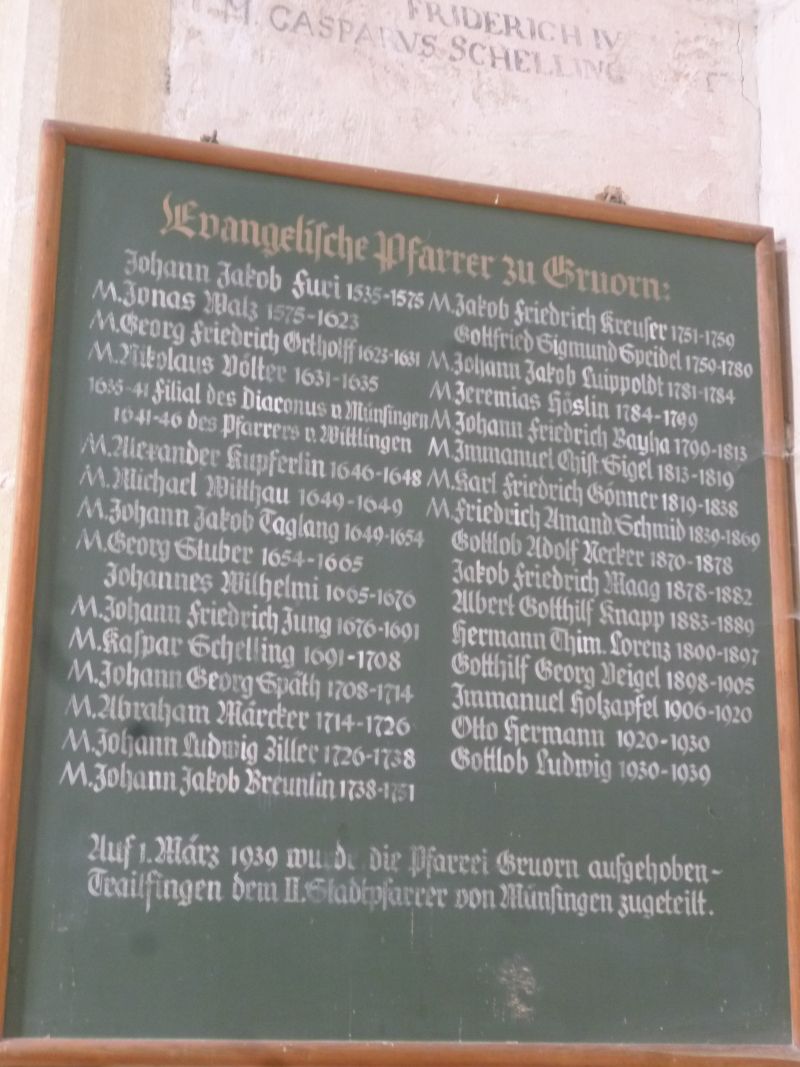 FRIDERICH IV
M. CASPARVS SCHELLING
Evangelische Pfarrer zu Gruorn:
Johann Jakob Furi 1535-1575
M. Jonas Walz 1575-1623
M. Georg Friedrich Ortholff 1623-1631
M. Nikolaus Völter 1631-1635
1635-41 Filial des Diaconus v. Münsingen
1641-46 des Pfarrers v. Wittlingen
M. Alexander Kupferlin 1646-1648
M. Michael Witthau 1649-1649
M. Johann Jakob Taglang 1649-1654
M. Georg Stuber 1654-1665
Johannes Wilhelmi 1665-1676
M. Johann Friedrich Jung 1676-1691
M. Kaspar Schelling 1691-1708
M. Johann Georg Späth 1708-1714
M. Abraham Märcker 1714-1726
M. Johann Ludwig Ziller 1726-1738
M. Johann Jakob Breunlin 1738-1751
M. Jakob Friedrich Kreuser 1751-1759
Gottfried Sigmund Speidel 1759-1780
M. Johann Jakob Luippoldt 1781-1784
M. Jeremias Höslin 1784-1799
M. Johann Friedrich Bayha 1799-1813
M. Immanuel Chist Sigel 1813-1819
M. Karl Friedrich Gönner 1819-1838
M. Friedrich Amand Schmid 1839-1869
Gottlob Adolf Necker 1870-1878
Jakob Friedrich Maag 1878-1882
Albert Gotthilf Knapp 1883-1889
Hermann Thim. Lorenz 1890-1897
Gotthilf Georg Veigel 1898-1905
Immanuel Holzapfel 1906-1920
Otto Hermann 1920-1930
Gottlob Ludwig 1930-1939
Auf 1. März 1939 wurde die Pfarrei Gruorn aufgehoben-
Trailfingen dem II. Stadtpfarrer von Münsingen zugeteilt.